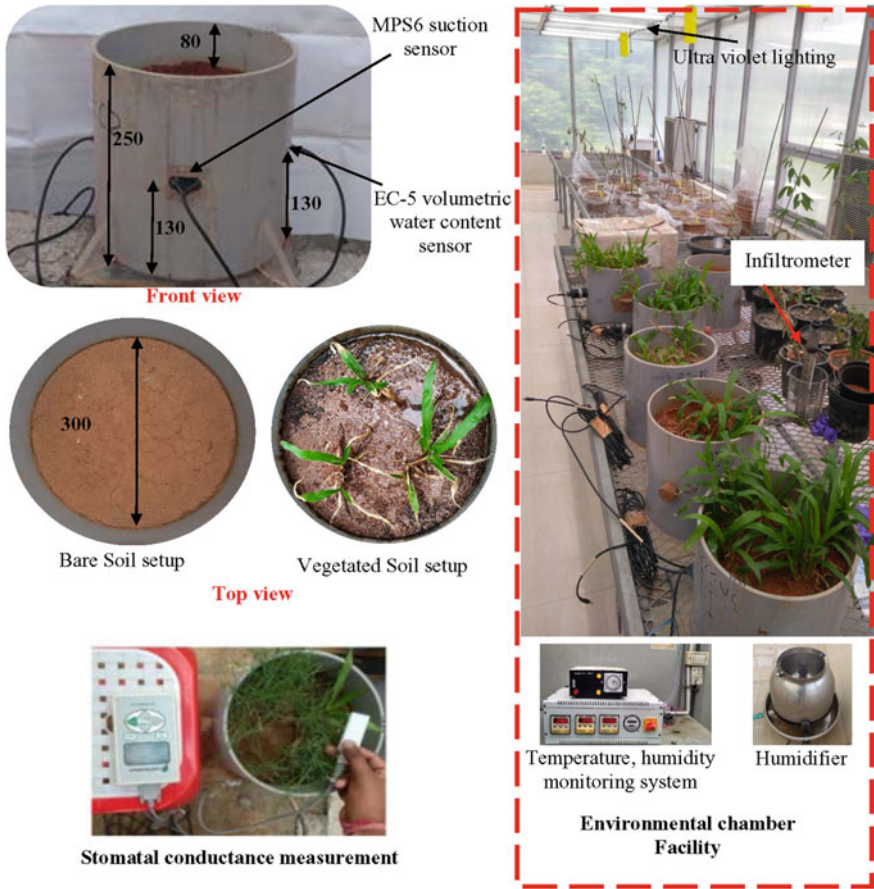 MPS6 suction
sensor
80
250
130
130
EC-5 volumetric
water content
sensor
Front view
300
Bare Soil setup
Vegetated Soil setup
Top view
Stomatal conductance measurement
Ultra violet lighting
Infiltrometer
Temperature, humidity
monitoring system
Humidifier
Environmental chamber
Facility